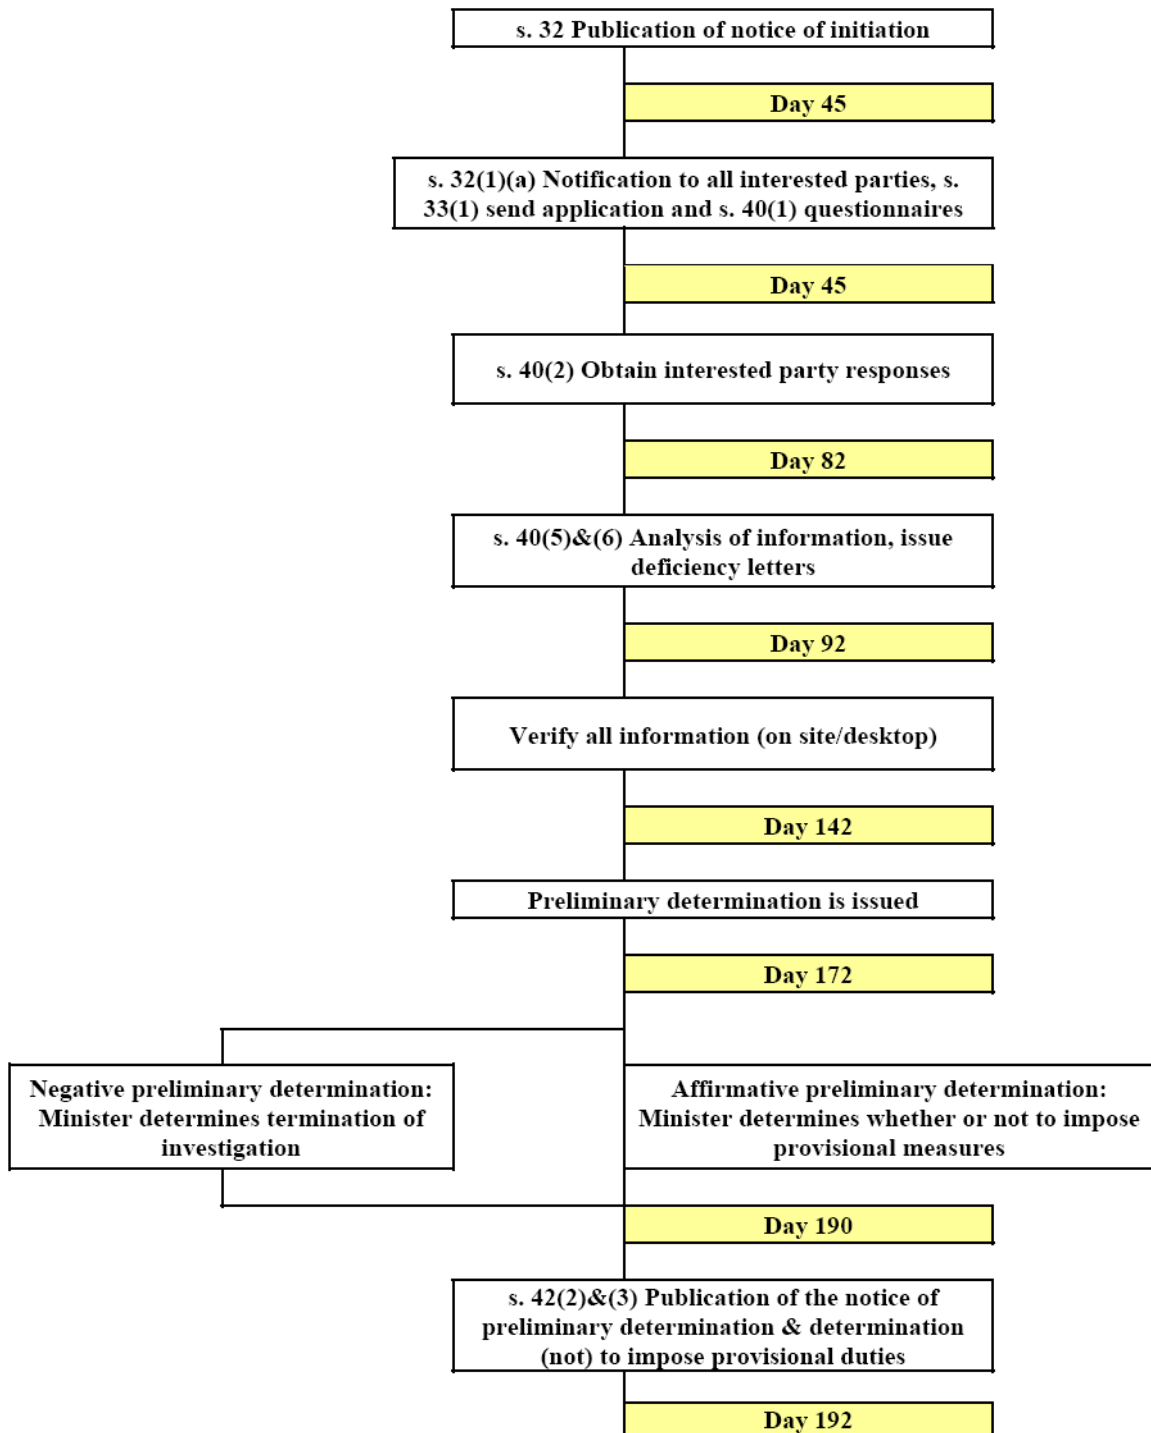 s. 32 Publication of notice of initiation
Day 45
s. 32(1)(a) Notification to all interested parties, s.
33(1) send application and s. 40(1) questionnaires
Day 45
s. 40(2) Obtain interested party responses
Day 82
s. 40(5)&(6) Analysis of information, issue
deficiency letters
Day 92
Verify all information (on site/desktop)
Day 142
Preliminary determination is issued
Day 172
Negative preliminary determination:
Minister determines termination of
investigation
Affirmative preliminary determination:
Minister determines whether or not to impose
provisional measures
Day 190
s. 42(2)&(3) Publication of the notice of
preliminary determination & determination
(not) to impose provisional duties
Day 192